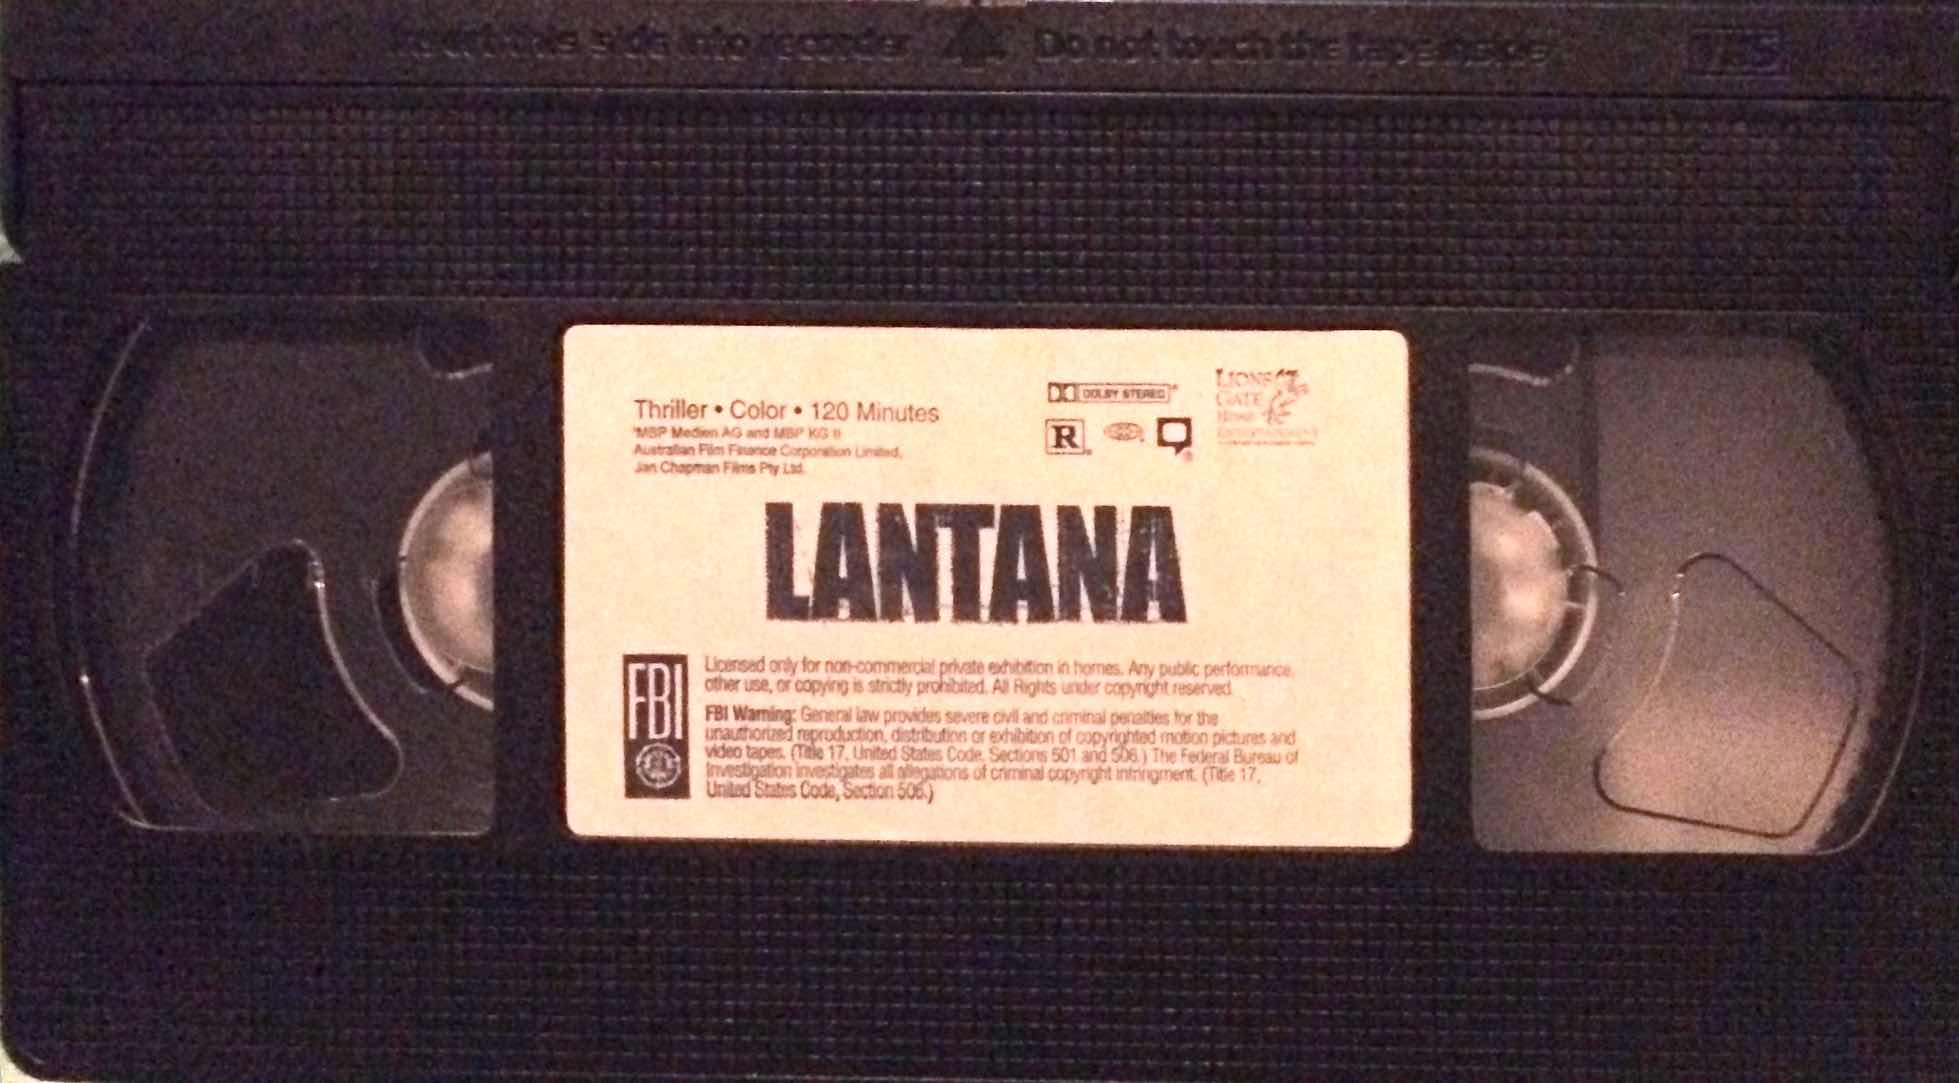 side into recorder Do not touch the tape inside VHS
Thriller • Color • 120 Minutes
DOLBY STEREO
LIONS
GATE
Home
Entertainment
R
*MBP Medien AG and MBP KG II
Australian Film Finance Corporation Limited,
Jan Chapman Films Pty Ltd.
LANTANA
FBI
Licensed only for non-commercial private exhibition in homes. Any public performance,
other use, or copying is strictly prohibited. All Rights under copyright reserved.
FBI Warning: General law provides severe civil and criminal penalties for the
unauthorized reproduction, distribution or exhibition of copyrighted motion pictures and
video tapes. (Title 17, United States Code, Sections 501 and 506.) The Federal Bureau of
Investigation investigates all allegations of criminal copyright infringment. (Title 17,
United States Code, Section 506.)